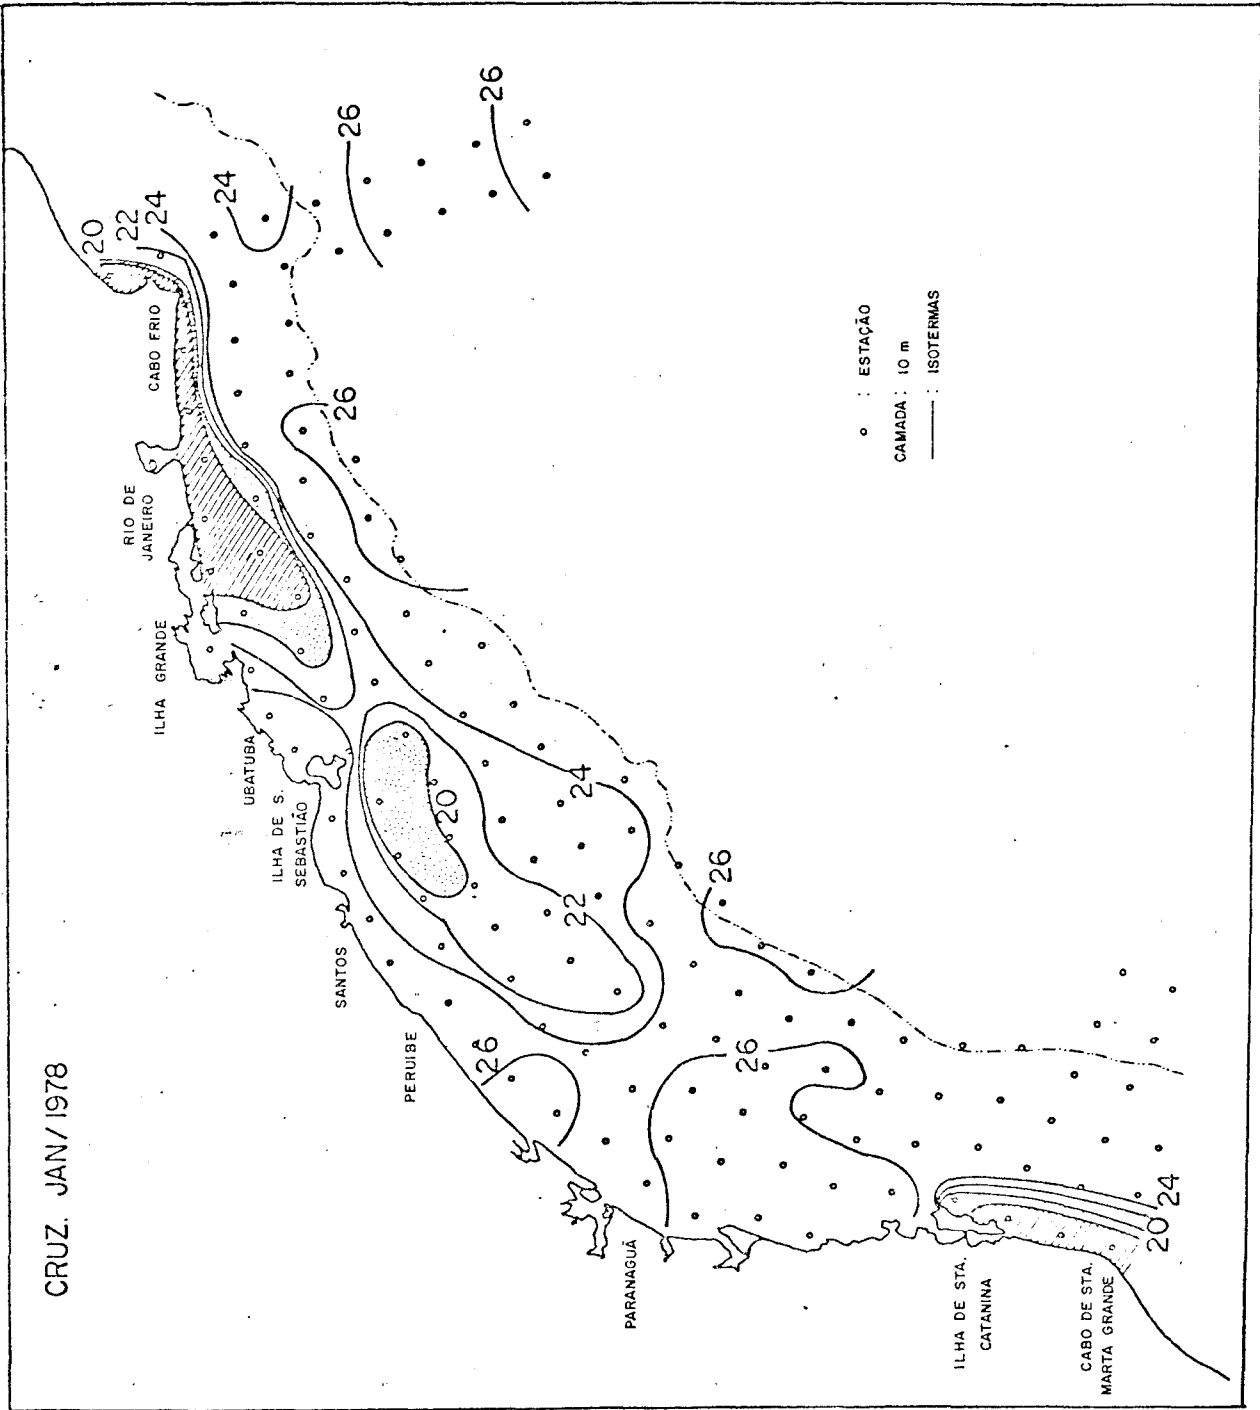 CRUZ. JAN/1978
20
22
24
24
26
26
CABO FRIO
RIO DE
JANEIRO
ILHA GRANDE
UBATUBA
ILHA DE S.
SEBASTIÃO
SANTOS
PERUIBE
PARANAGUÁ
ILHA DE STA.
CATANINA
CABO DE STA.
MARTA GRANDE
26
20
24
22
26
26
26
20
24
o : ESTAÇÃO
CAMADA : 10 m
—— : ISOTERMAS